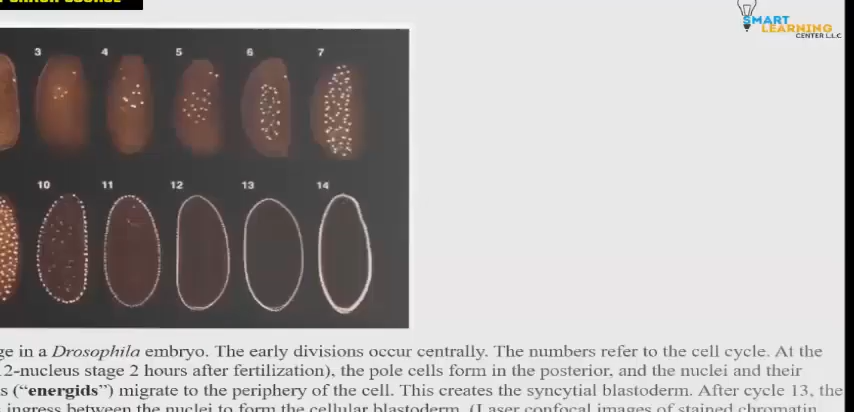 SMART
LEARNING
CENTER L.L.C
3 4 5 6 7
10 11 12 13 14
ge in a Drosophila embryo. The early divisions occur centrally. The numbers refer to the cell cycle. At the
2-nucleus stage 2 hours after fertilization), the pole cells form in the posterior, and the nuclei and their
s (“energids”) migrate to the periphery of the cell. This creates the syncytial blastoderm. After cycle 13, the
ingress between the nuclei to form the cellular blastoderm. (Laser confocal images of stained chromatin